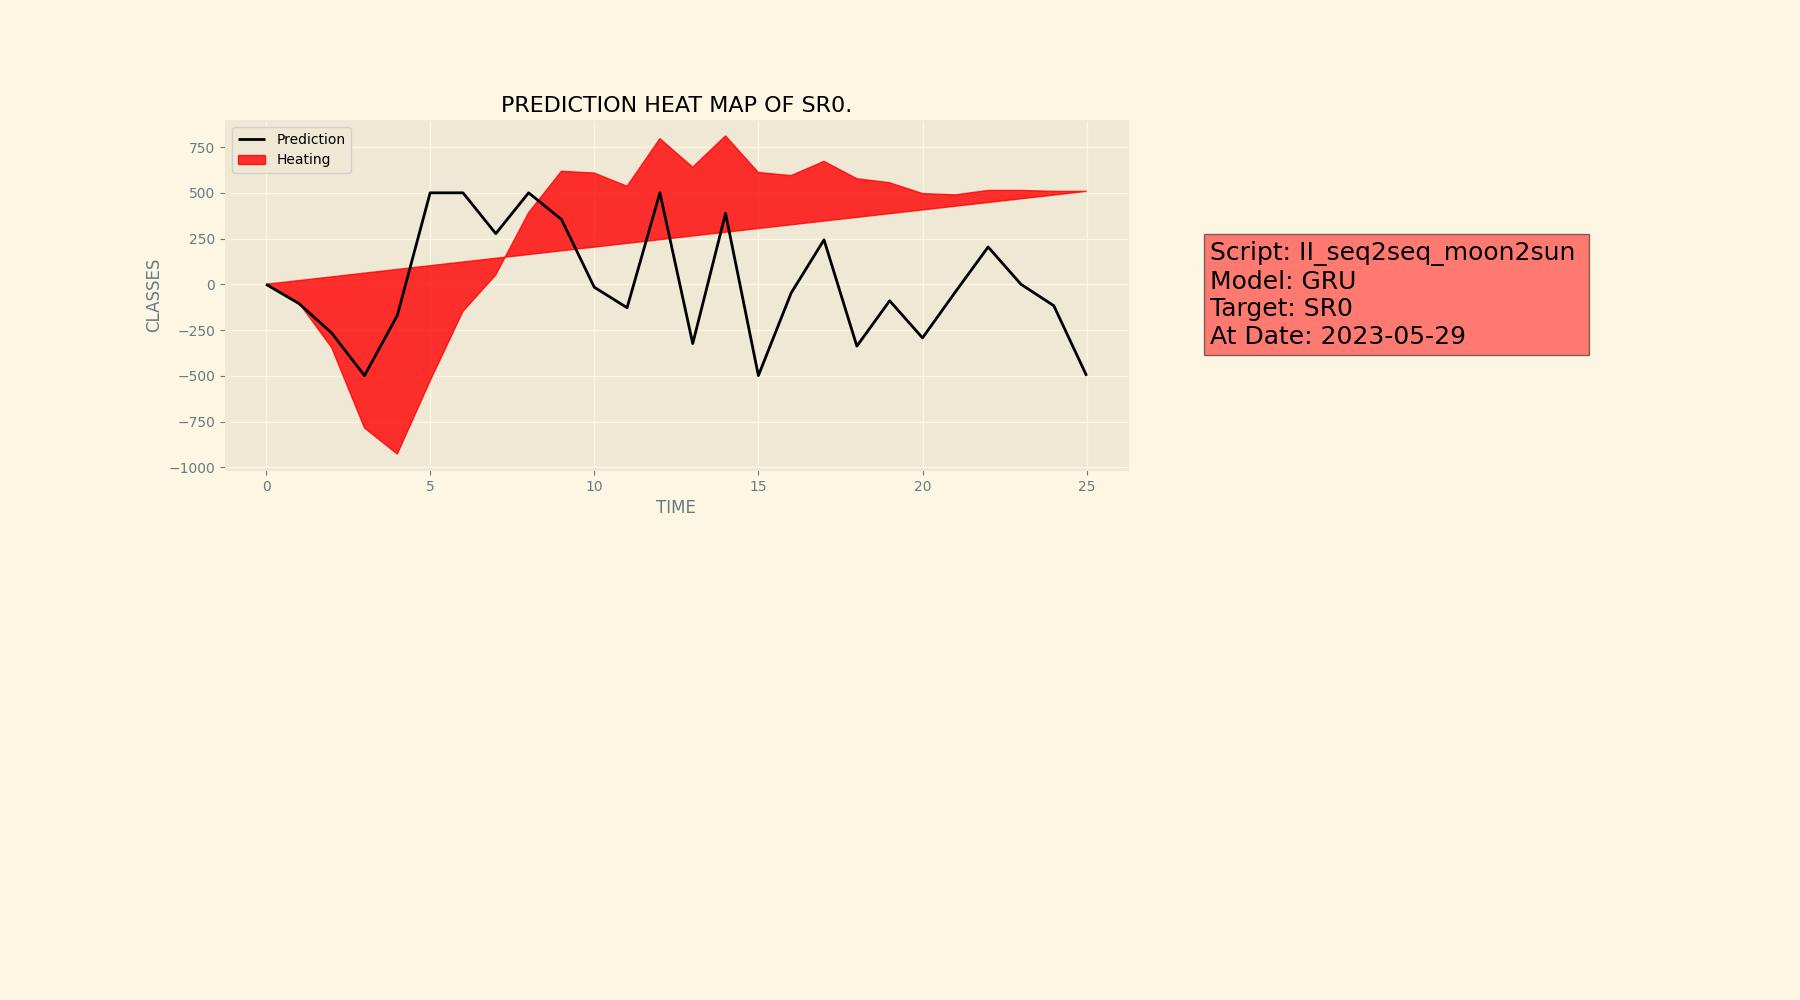 PREDICTION HEAT MAP OF SR0.
Prediction
Heating
750
500
250
0
−250
−500
−750
−1000
CLASSES
0 5 10 15 20 25
TIME
Script: II_seq2seq_moon2sun
Model: GRU
Target: SR0
At Date: 2023-05-29